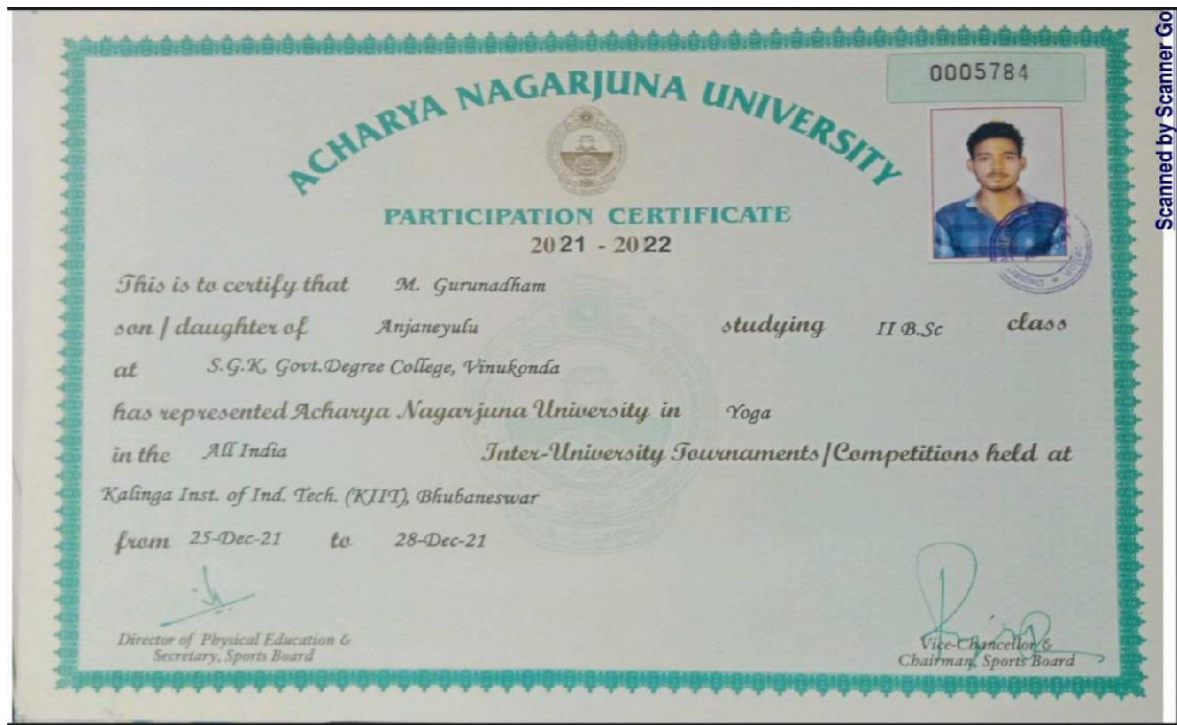 ACHARYA NAGARJUNA UNIVERSITY
0005784
PARTICIPATION CERTIFICATE
2021 - 2022
This is to certify that M. Gurunadham
son / daughter of Anjaneyulu studying II B.Sc class
at S.G.K, Govt.Degree College, Vinukonda
has represented Acharya Nagarjuna University in Yoga
in the All India Inter-University Tournaments/Competitions held at
Kalinga Inst. of Ind. Tech. (KIIT), Bhubaneswar
from 25-Dec-21 to 28-Dec-21
Director of Physical Education &
Secretary, Sports Board
Vice-Chancellor &
Chairman, Sports Board
Scanned by Scanner Go